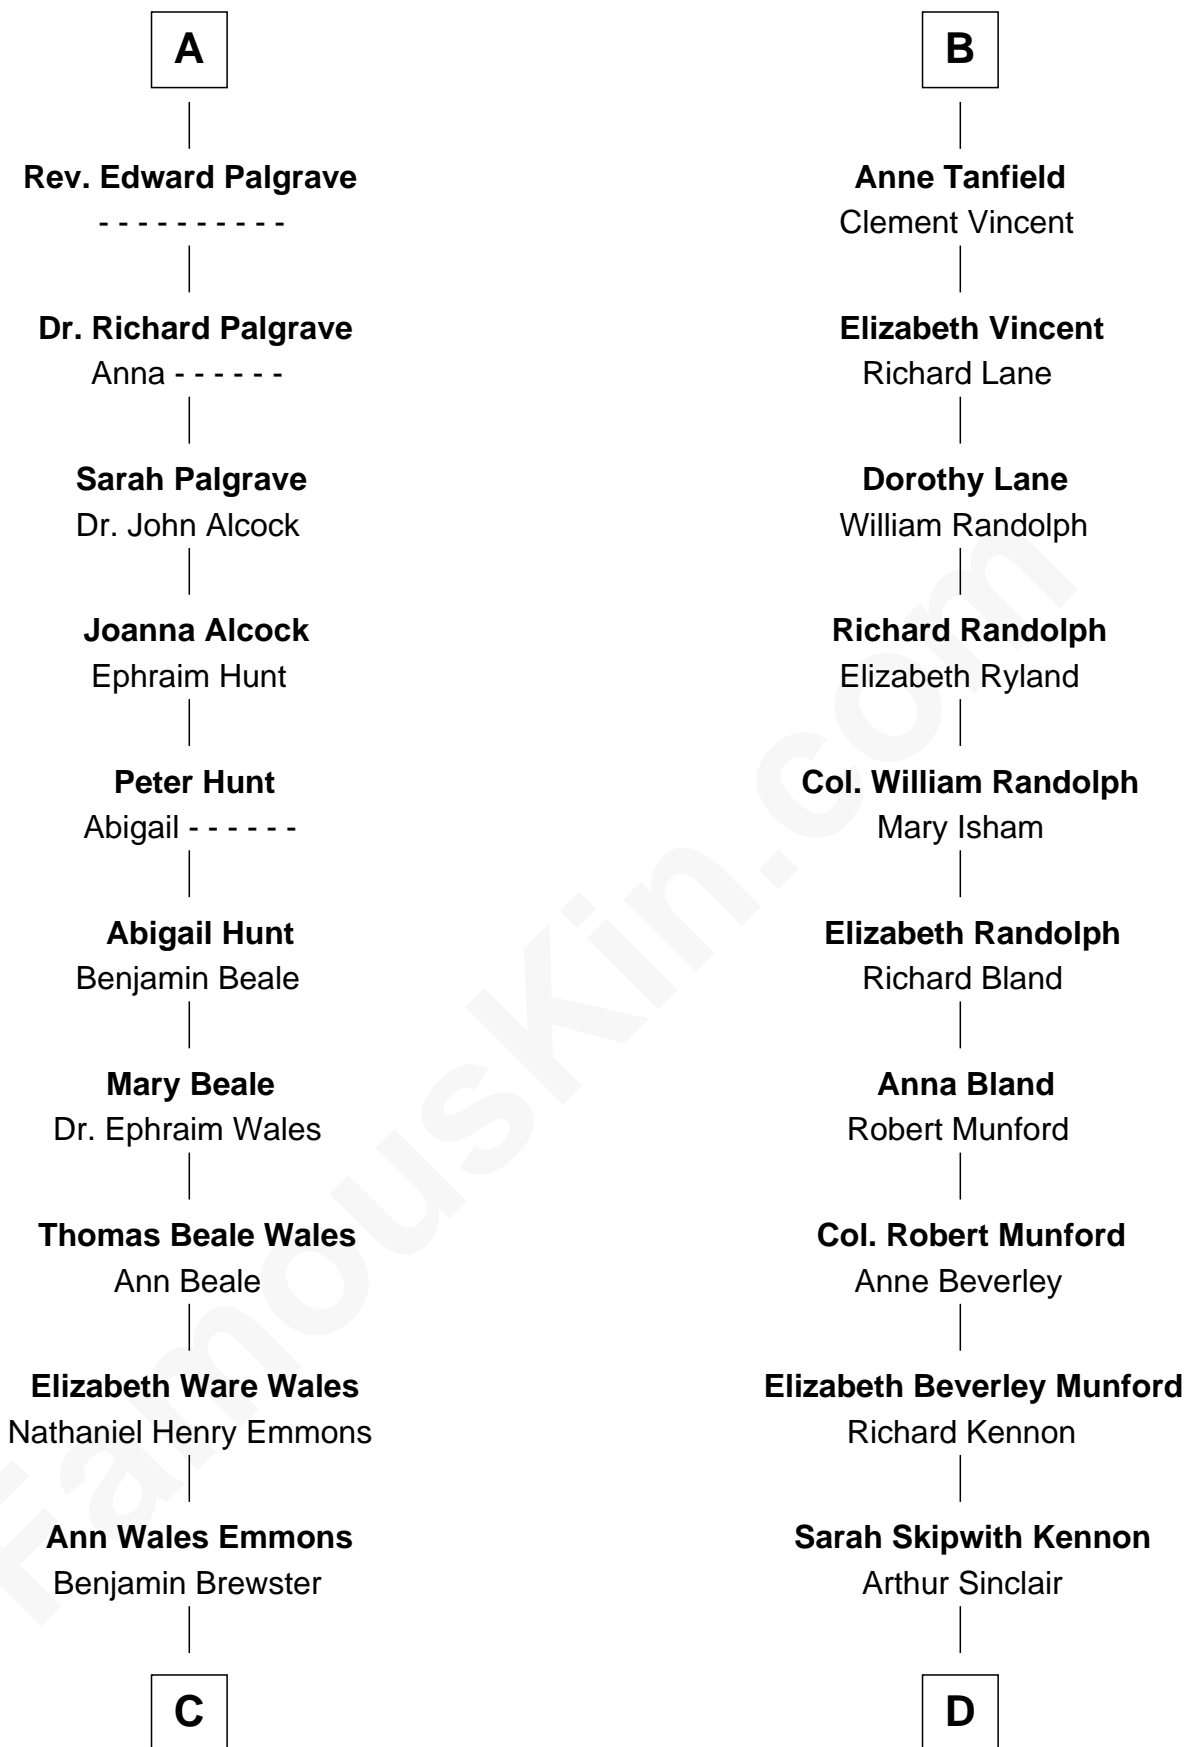 A
Rev. Edward Palgrave
- - - - - - - - - -
Dr. Richard Palgrave
Anna - - - - - -
Sarah Palgrave
Dr. John Alcock
Joanna Alcock
Ephraim Hunt
Peter Hunt
Abigail - - - - - -
Abigail Hunt
Benjamin Beale
Mary Beale
Dr. Ephraim Wales
Thomas Beale Wales
Ann Beale
Elizabeth Ware Wales
Nathaniel Henry Emmons
Ann Wales Emmons
Benjamin Brewster
C
B
Anne Tanfield
Clement Vincent
Elizabeth Vincent
Richard Lane
Dorothy Lane
William Randolph
Richard Randolph
Elizabeth Ryland
Col. William Randolph
Mary Isham
Elizabeth Randolph
Richard Bland
Anna Bland
Robert Munford
Col. Robert Munford
Anne Beverley
Elizabeth Beverley Munford
Richard Kennon
Sarah Skipwith Kennon
Arthur Sinclair
D
FamousKin.com